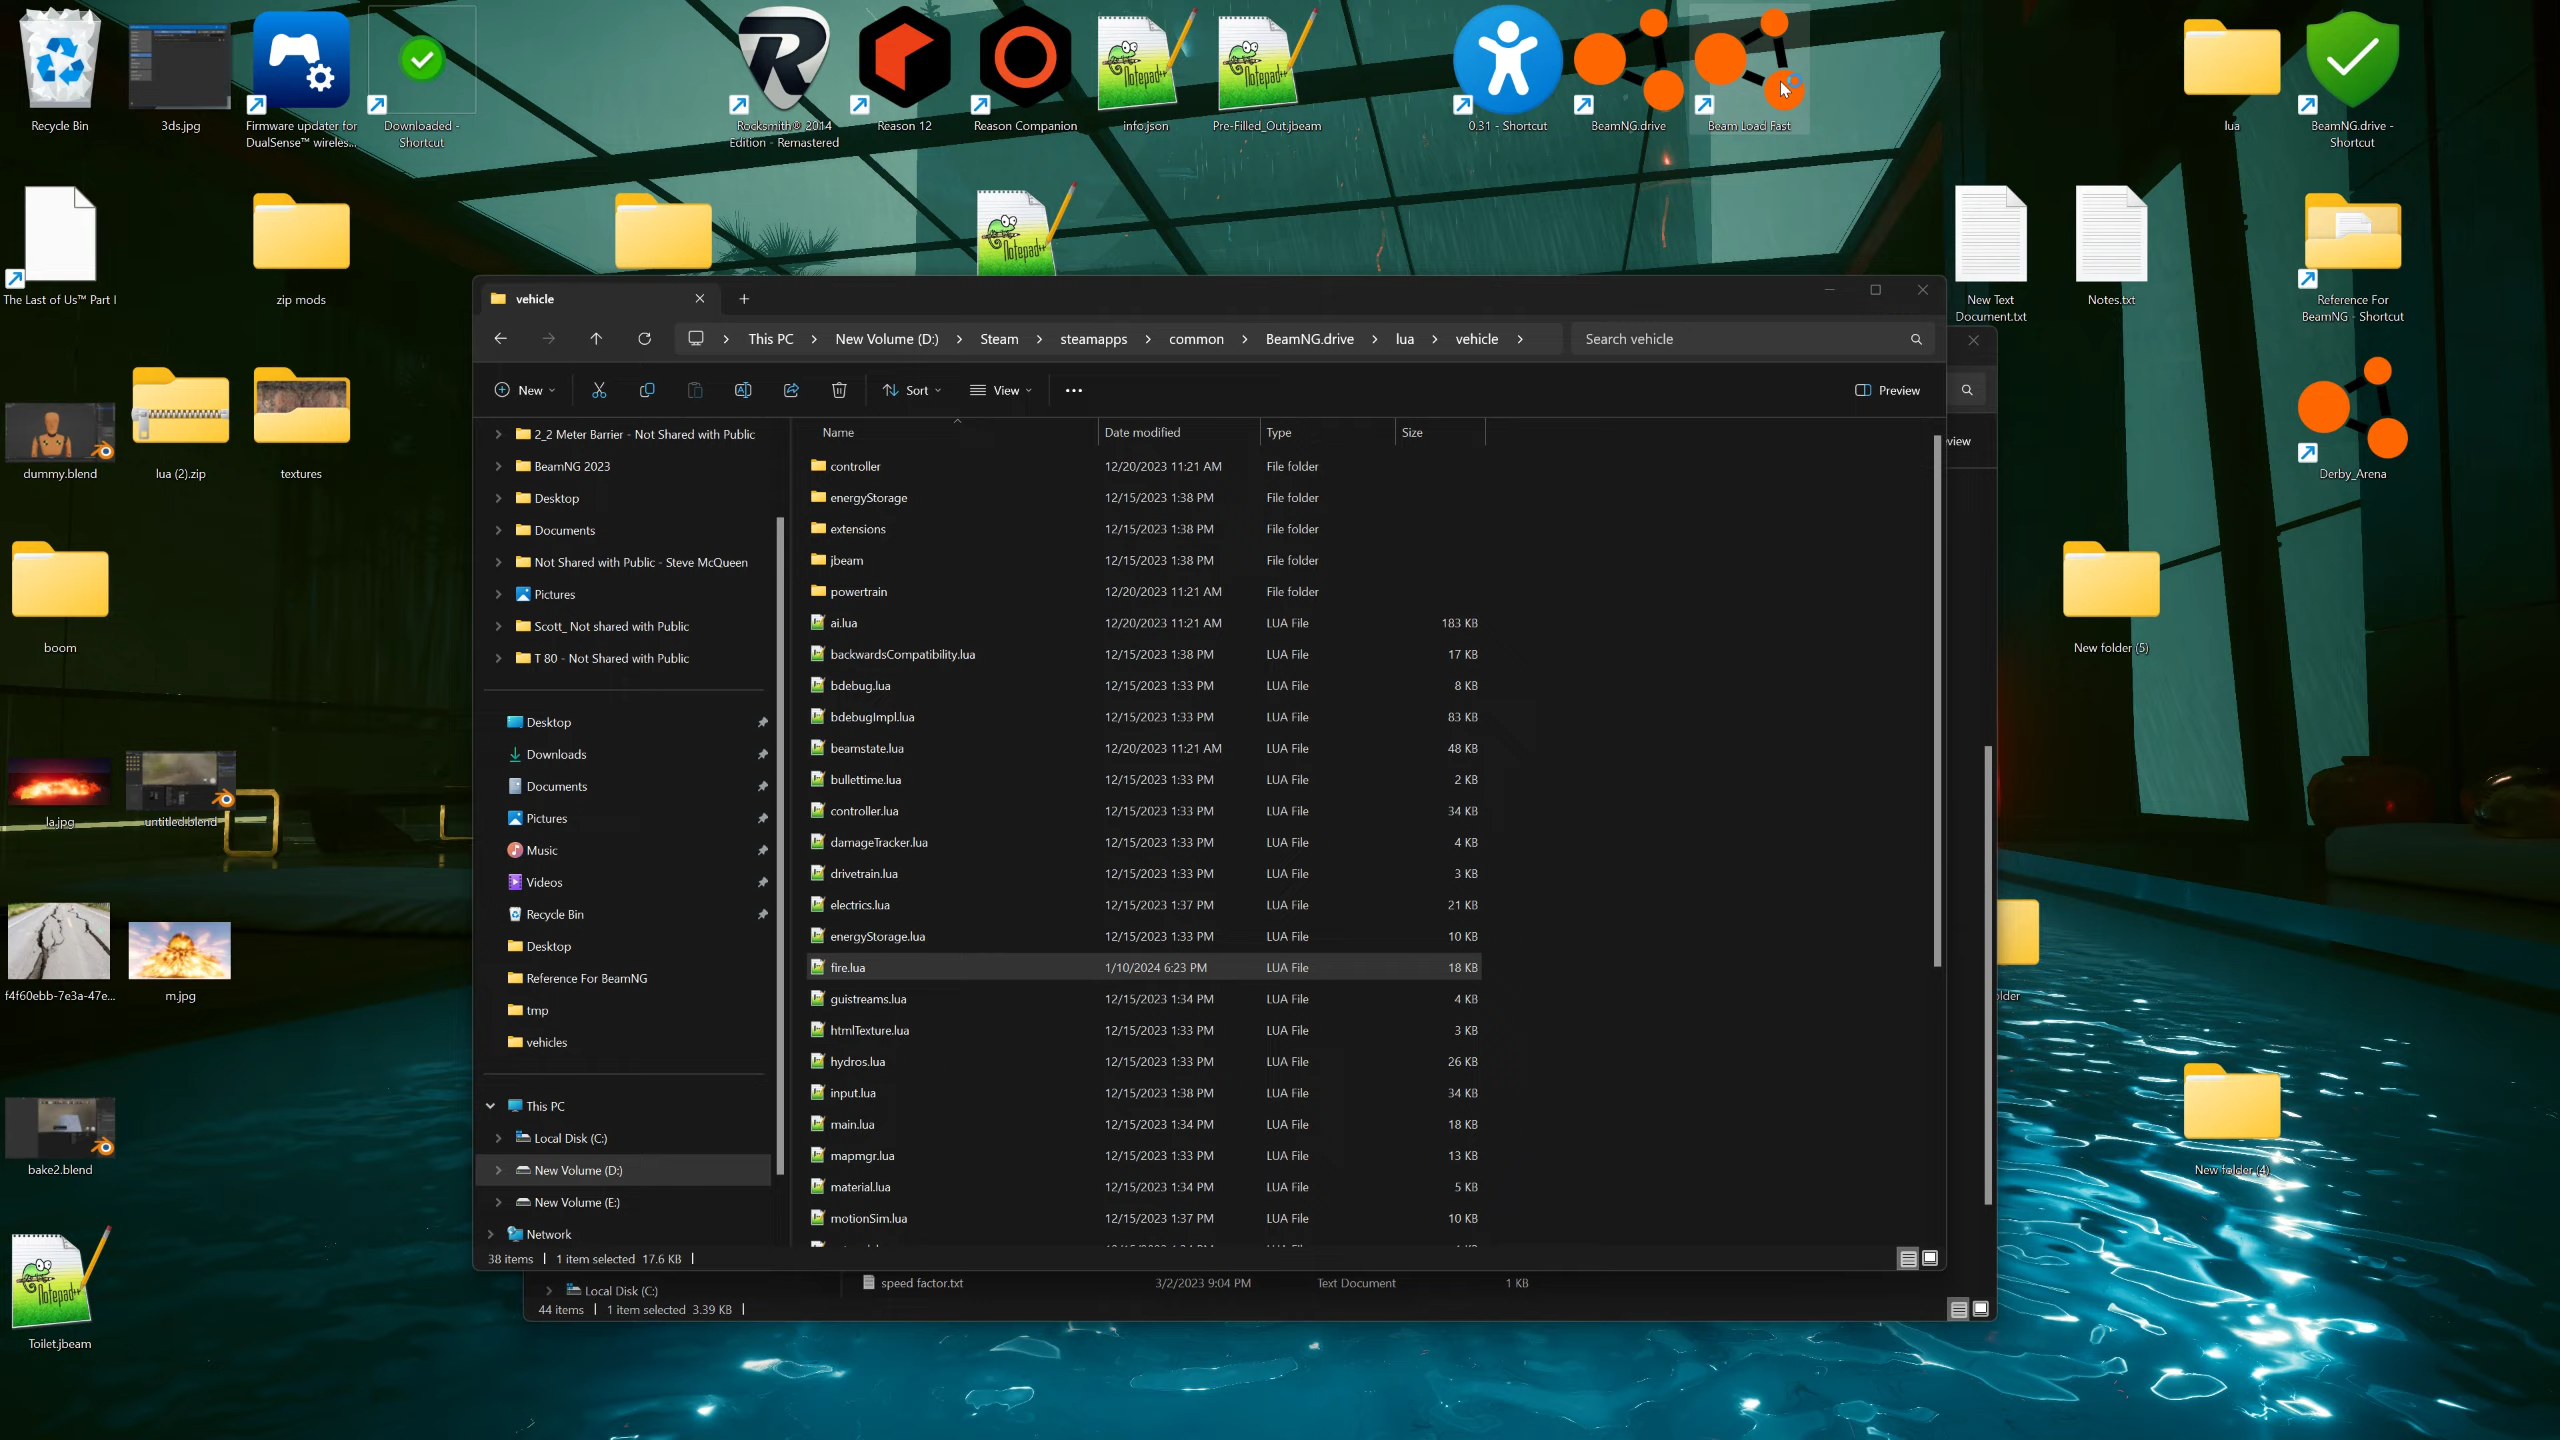 Recycle Bin
3ds.jpg
Firmware updater for
DualSense™ wireles...
Downloaded -
Shortcut
Rocksmith® 2014
Edition - Remastered
Reason 12
Reason Companion
Notepad++
info.json
Notepad++
Pre-Filled_Out.jbeam
0.31 - Shortcut
BeamNG.drive
Beam Load Fast
lua
BeamNG.drive -
Shortcut
The Last of Us™ Part I
zip mods
Notepad++
New Text
Document.txt
Notes.txt
Reference For
BeamNG - Shortcut
dummy.blend
lua (2).zip
textures
Derby_Arena
boom
New folder (5)
la.jpg
untitled.blend
f4f60ebb-7e3a-47e...
m.jpg
older
bake2.blend
New folder (4)
Notepad++
Toilet.jbeam
vehicle
This PC > New Volume (D:) > Steam > steamapps > common > BeamNG.drive > lua > vehicle >
Search vehicle
New
Sort
View
Preview
view
2_2 Meter Barrier - Not Shared with Public
BeamNG 2023
Desktop
Documents
Not Shared with Public - Steve McQueen
Pictures
Scott_ Not shared with Public
T 80 - Not Shared with Public
Desktop
Downloads
Documents
Pictures
Music
Videos
Recycle Bin
Desktop
Reference For BeamNG
tmp
vehicles
This PC
Local Disk (C:)
New Volume (D:)
New Volume (E:)
Network
Name Date modified Type Size
controller 12/20/2023 11:21 AM File folder
energyStorage 12/15/2023 1:38 PM File folder
extensions 12/15/2023 1:38 PM File folder
jbeam 12/15/2023 1:38 PM File folder
powertrain 12/20/2023 11:21 AM File folder
ai.lua 12/20/2023 11:21 AM LUA File 183 KB
backwardsCompatibility.lua 12/15/2023 1:38 PM LUA File 17 KB
bdebug.lua 12/15/2023 1:33 PM LUA File 8 KB
bdebugImpl.lua 12/15/2023 1:33 PM LUA File 83 KB
beamstate.lua 12/20/2023 11:21 AM LUA File 48 KB
bullettime.lua 12/15/2023 1:33 PM LUA File 2 KB
controller.lua 12/15/2023 1:33 PM LUA File 34 KB
damageTracker.lua 12/15/2023 1:33 PM LUA File 4 KB
drivetrain.lua 12/15/2023 1:33 PM LUA File 3 KB
electrics.lua 12/15/2023 1:37 PM LUA File 21 KB
energyStorage.lua 12/15/2023 1:33 PM LUA File 10 KB
fire.lua 1/10/2024 6:23 PM LUA File 18 KB
guistreams.lua 12/15/2023 1:34 PM LUA File 4 KB
htmlTexture.lua 12/15/2023 1:33 PM LUA File 3 KB
hydros.lua 12/15/2023 1:33 PM LUA File 26 KB
input.lua 12/15/2023 1:38 PM LUA File 34 KB
main.lua 12/15/2023 1:34 PM LUA File 18 KB
mapmgr.lua 12/15/2023 1:33 PM LUA File 13 KB
material.lua 12/15/2023 1:34 PM LUA File 5 KB
motionSim.lua 12/15/2023 1:37 PM LUA File 10 KB
38 items | 1 item selected 17.6 KB |
Local Disk (C:)
speed factor.txt 3/2/2023 9:04 PM Text Document 1 KB
44 items | 1 item selected 3.39 KB |